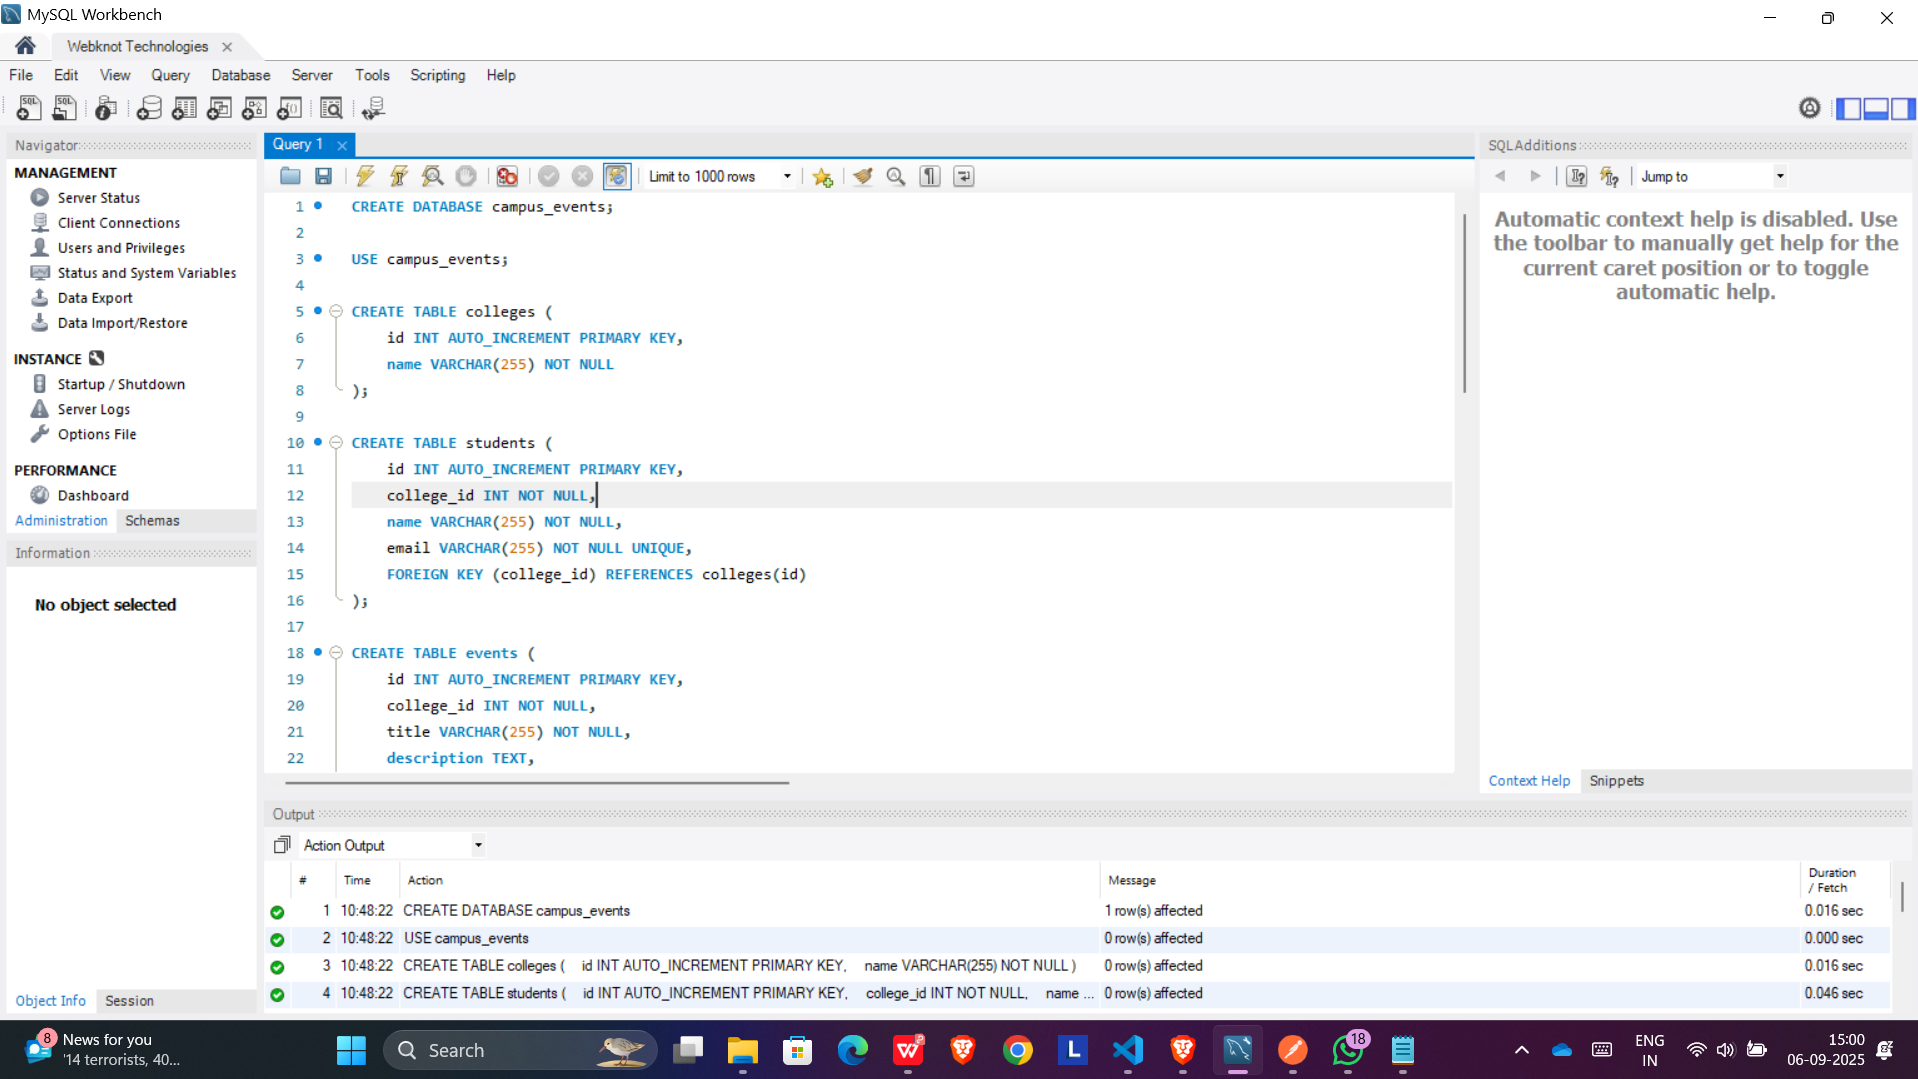 MySQL Workbench
Webknot Technologies
File Edit View Query Database Server Tools Scripting Help
Navigator
MANAGEMENT
Server Status
Client Connections
Users and Privileges
Status and System Variables
Data Export
Data Import/Restore
INSTANCE
Startup / Shutdown
Server Logs
Options File
PERFORMANCE
Dashboard
Administration Schemas
Information
No object selected
Object Info Session
Query 1
Limit to 1000 rows
1 CREATE DATABASE campus_events;
2
3 USE campus_events;
4
5 CREATE TABLE colleges (
6 id INT AUTO_INCREMENT PRIMARY KEY,
7 name VARCHAR(255) NOT NULL
8 );
9
10 CREATE TABLE students (
11 id INT AUTO_INCREMENT PRIMARY KEY,
12 college_id INT NOT NULL,
13 name VARCHAR(255) NOT NULL,
14 email VARCHAR(255) NOT NULL UNIQUE,
15 FOREIGN KEY (college_id) REFERENCES colleges(id)
16 );
17
18 CREATE TABLE events (
19 id INT AUTO_INCREMENT PRIMARY KEY,
20 college_id INT NOT NULL,
21 title VARCHAR(255) NOT NULL,
22 description TEXT,
SQLAdditions
Jump to
Automatic context help is disabled. Use
the toolbar to manually get help for the
current caret position or to toggle
automatic help.
Context Help Snippets
Output
Action Output
# Time Action Message Duration / Fetch
1 10:48:22 CREATE DATABASE campus_events 1 row(s) affected 0.016 sec
2 10:48:22 USE campus_events 0 row(s) affected 0.000 sec
3 10:48:22 CREATE TABLE colleges ( id INT AUTO_INCREMENT PRIMARY KEY, name VARCHAR(255) NOT NULL ) 0 row(s) affected 0.016 sec
4 10:48:22 CREATE TABLE students ( id INT AUTO_INCREMENT PRIMARY KEY, college_id INT NOT NULL, name ... 0 row(s) affected 0.046 sec
8
News for you
'14 terrorists, 40...
Search
L
18
ENG
IN
15:00
06-09-2025